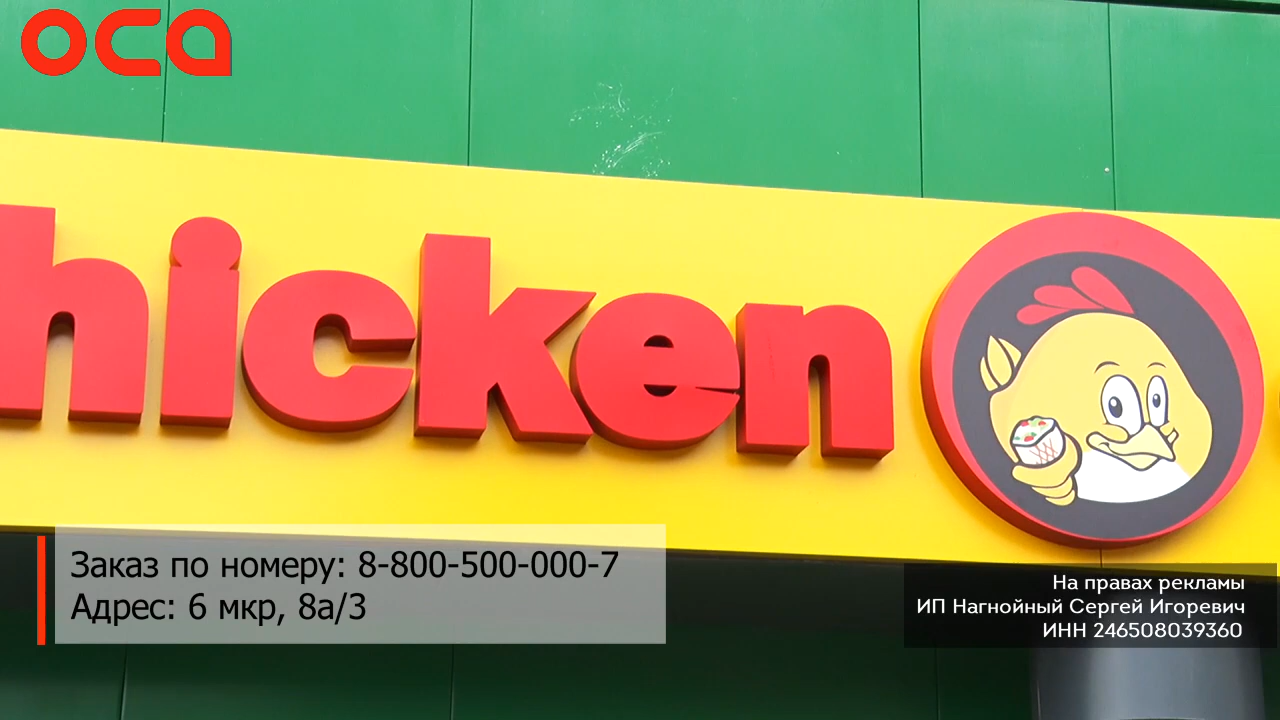 оса
hicken
Заказ по номеру: 8-800-500-000-7
Адрес: 6 мкр, 8а/3
На правах рекламы
ИП Нагнойный Сергей Игоревич
ИНН 246508039360